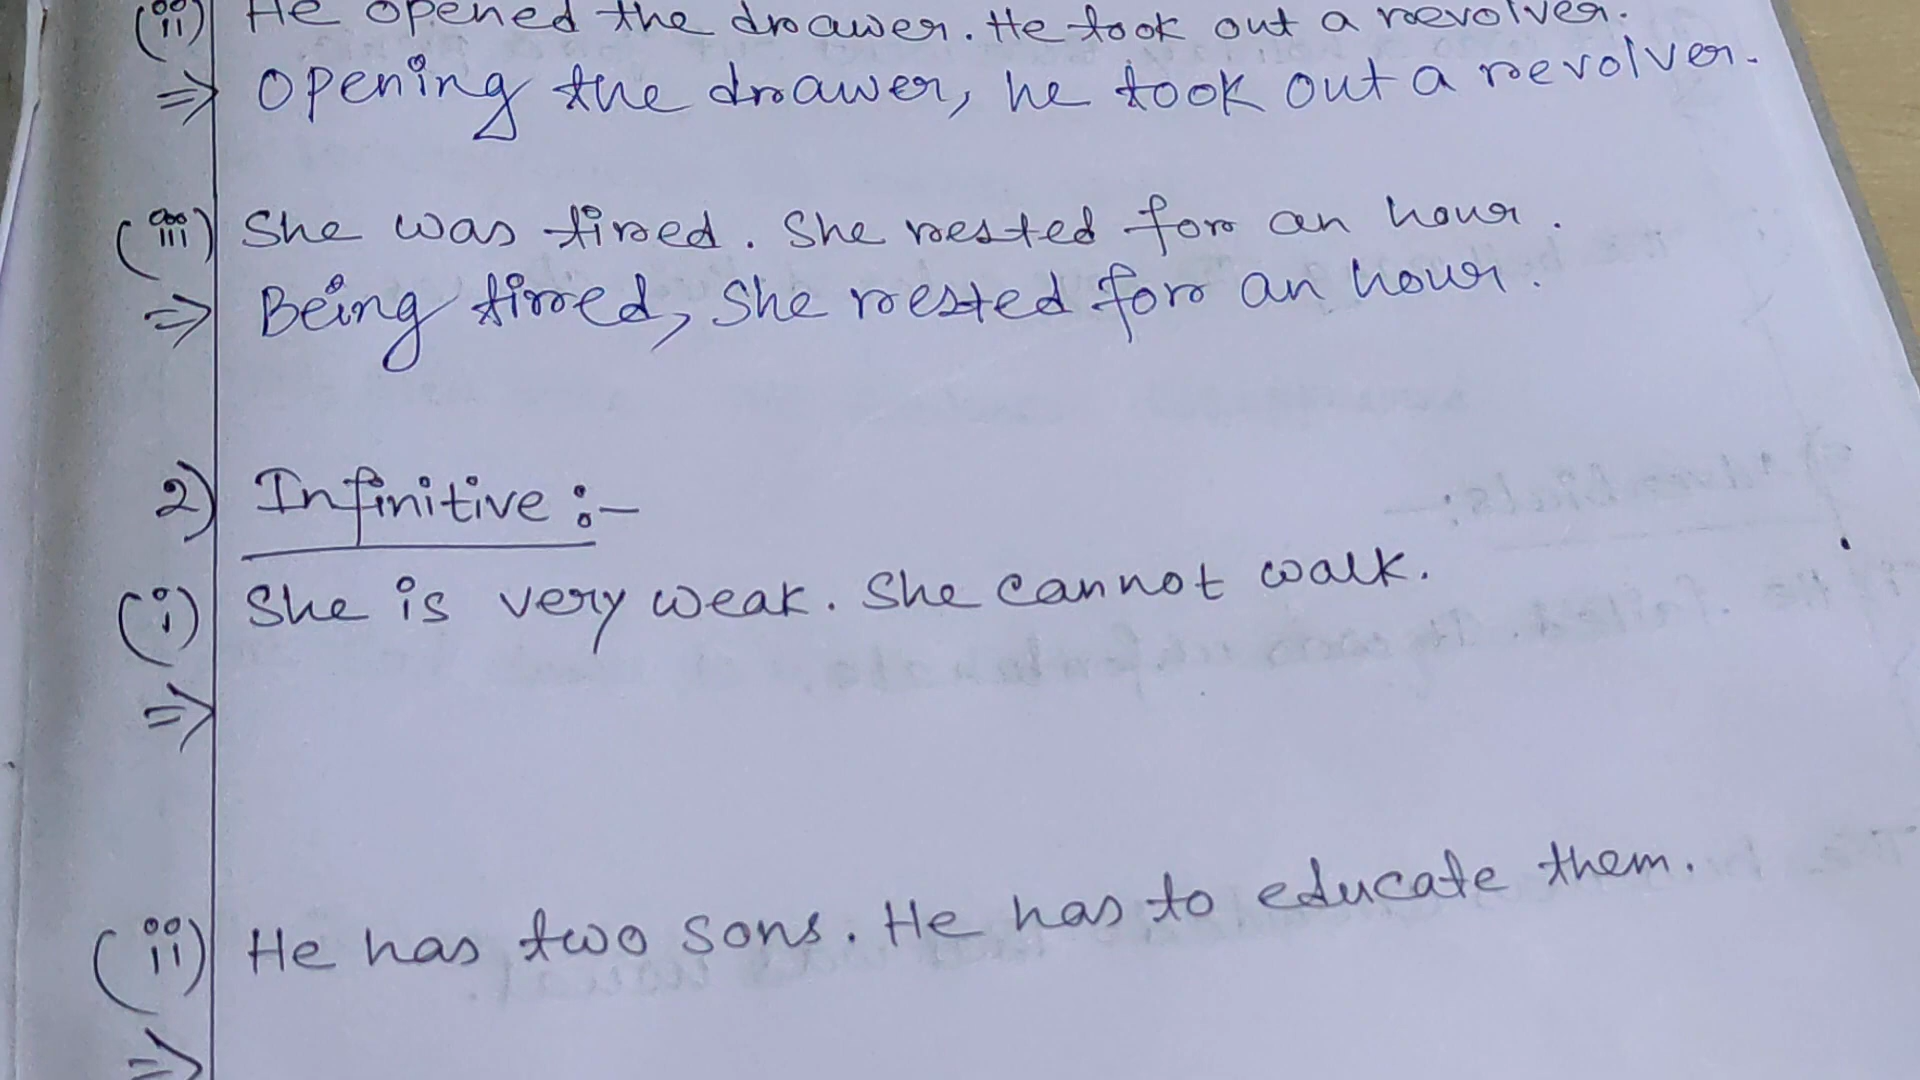 (ii) He opened the drawer. He took out a revolver.
⇒ Opening the drawer, he took out a revolver.
(iii) She was tired. She rested for an hour.
⇒ Being tired, She rested for an hour.
2) Infinitive :-
(i) She is very weak. She cannot walk.
⇒
(ii) He has two sons. He has to educate them.
⇒